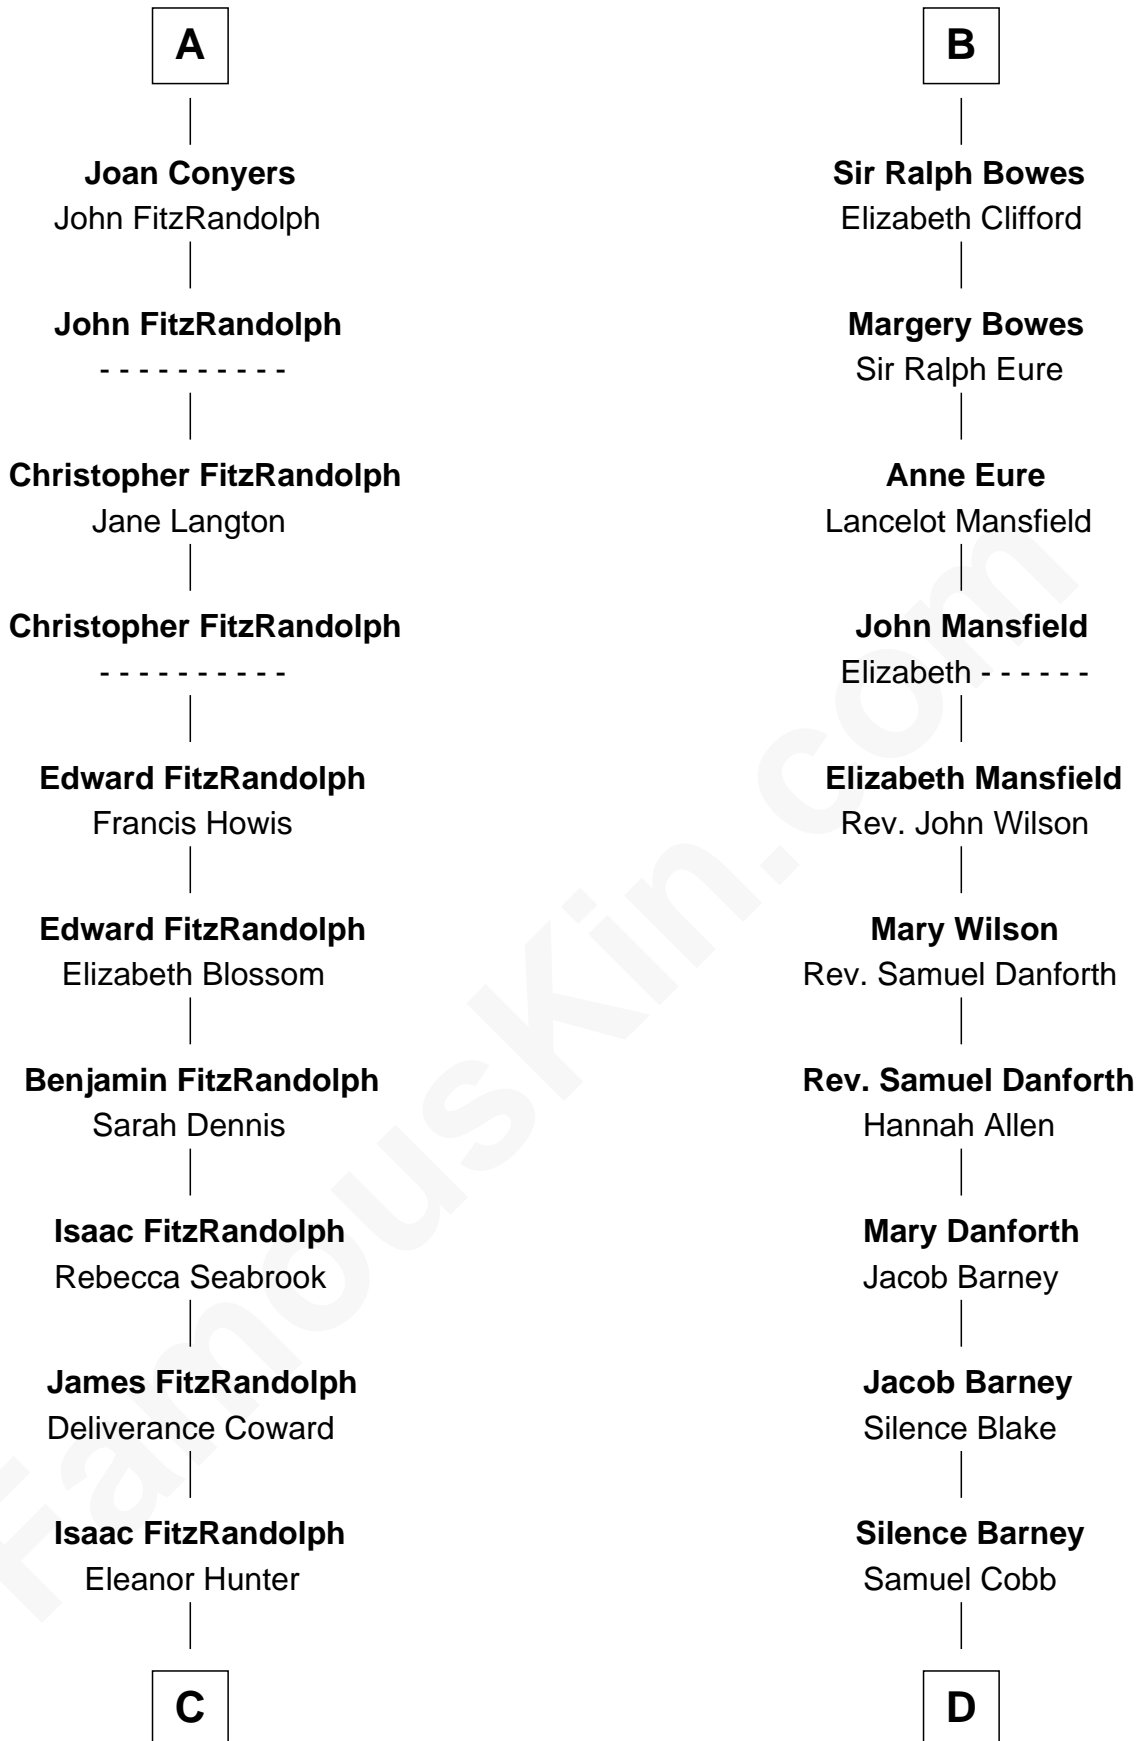 A
Joan Conyers
John FitzRandolph
John FitzRandolph
- - - - - - - - - -
Christopher FitzRandolph
Jane Langton
Christopher FitzRandolph
- - - - - - - - - -
Edward FitzRandolph
Francis Howis
Edward FitzRandolph
Elizabeth Blossom
Benjamin FitzRandolph
Sarah Dennis
Isaac FitzRandolph
Rebecca Seabrook
James FitzRandolph
Deliverance Coward
Isaac FitzRandolph
Eleanor Hunter
C
B
Sir Ralph Bowes
Elizabeth Clifford
Margery Bowes
Sir Ralph Eure
Anne Eure
Lancelot Mansfield
John Mansfield
Elizabeth - - - - - -
Elizabeth Mansfield
Rev. John Wilson
Mary Wilson
Rev. Samuel Danforth
Rev. Samuel Danforth
Hannah Allen
Mary Danforth
Jacob Barney
Jacob Barney
Silence Blake
Silence Barney
Samuel Cobb
D
FamousKin.com